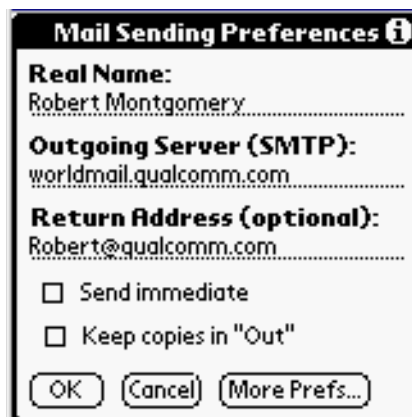 Mail Sending Preferences i
Real Name:
Robert Montgomery
Outgoing Server (SMTP):
worldmail.qualcomm.com
Return Address (optional):
Robert@qualcomm.com
Send immediate
Keep copies in "Out"
OK Cancel More Prefs...